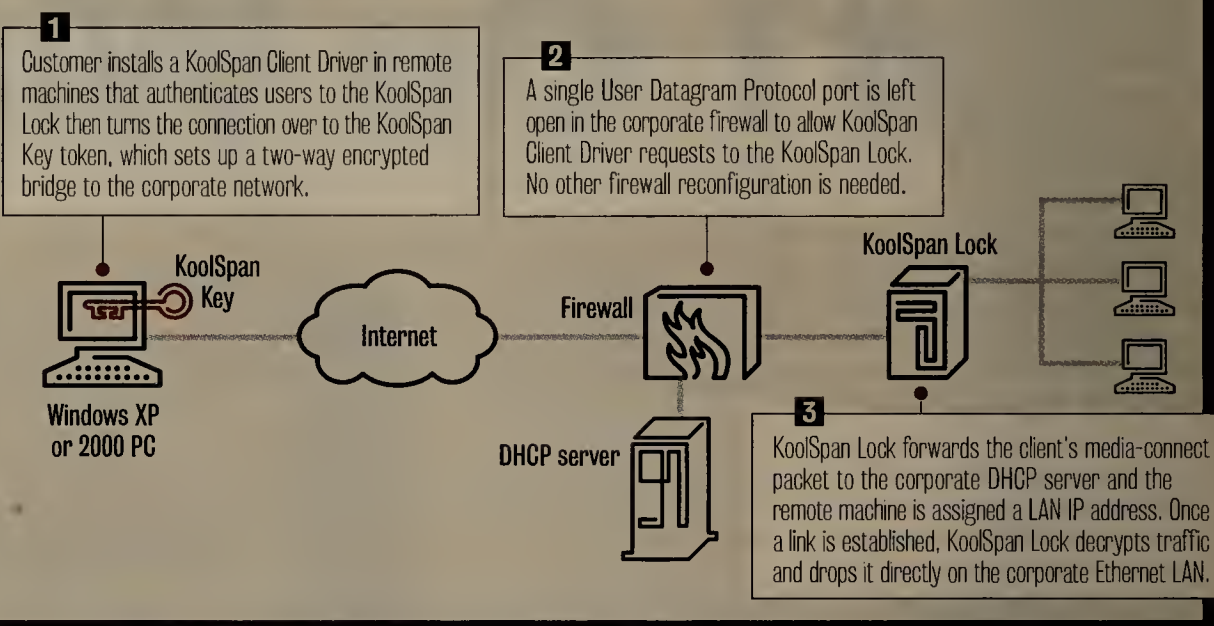 1
Customer installs a KoolSpan Client Driver in remote
machines that authenticates users to the KoolSpan
Lock then turns the connection over to the KoolSpan
Key token, which sets up a two-way encrypted
bridge to the corporate network.
2
A single User Datagram Protocol port is left
open in the corporate firewall to allow KoolSpan
Client Driver requests to the KoolSpan Lock.
No other firewall reconfiguration is needed.
KoolSpan
Key
Windows XP
or 2000 PC
Internet
Firewall
DHCP server
KoolSpan Lock
3
KoolSpan Lock forwards the client's media-connect
packet to the corporate DHCP server and the
remote machine is assigned a LAN IP address. Once
a link is established, KoolSpan Lock decrypts traffic
and drops it directly on the corporate Ethernet LAN.